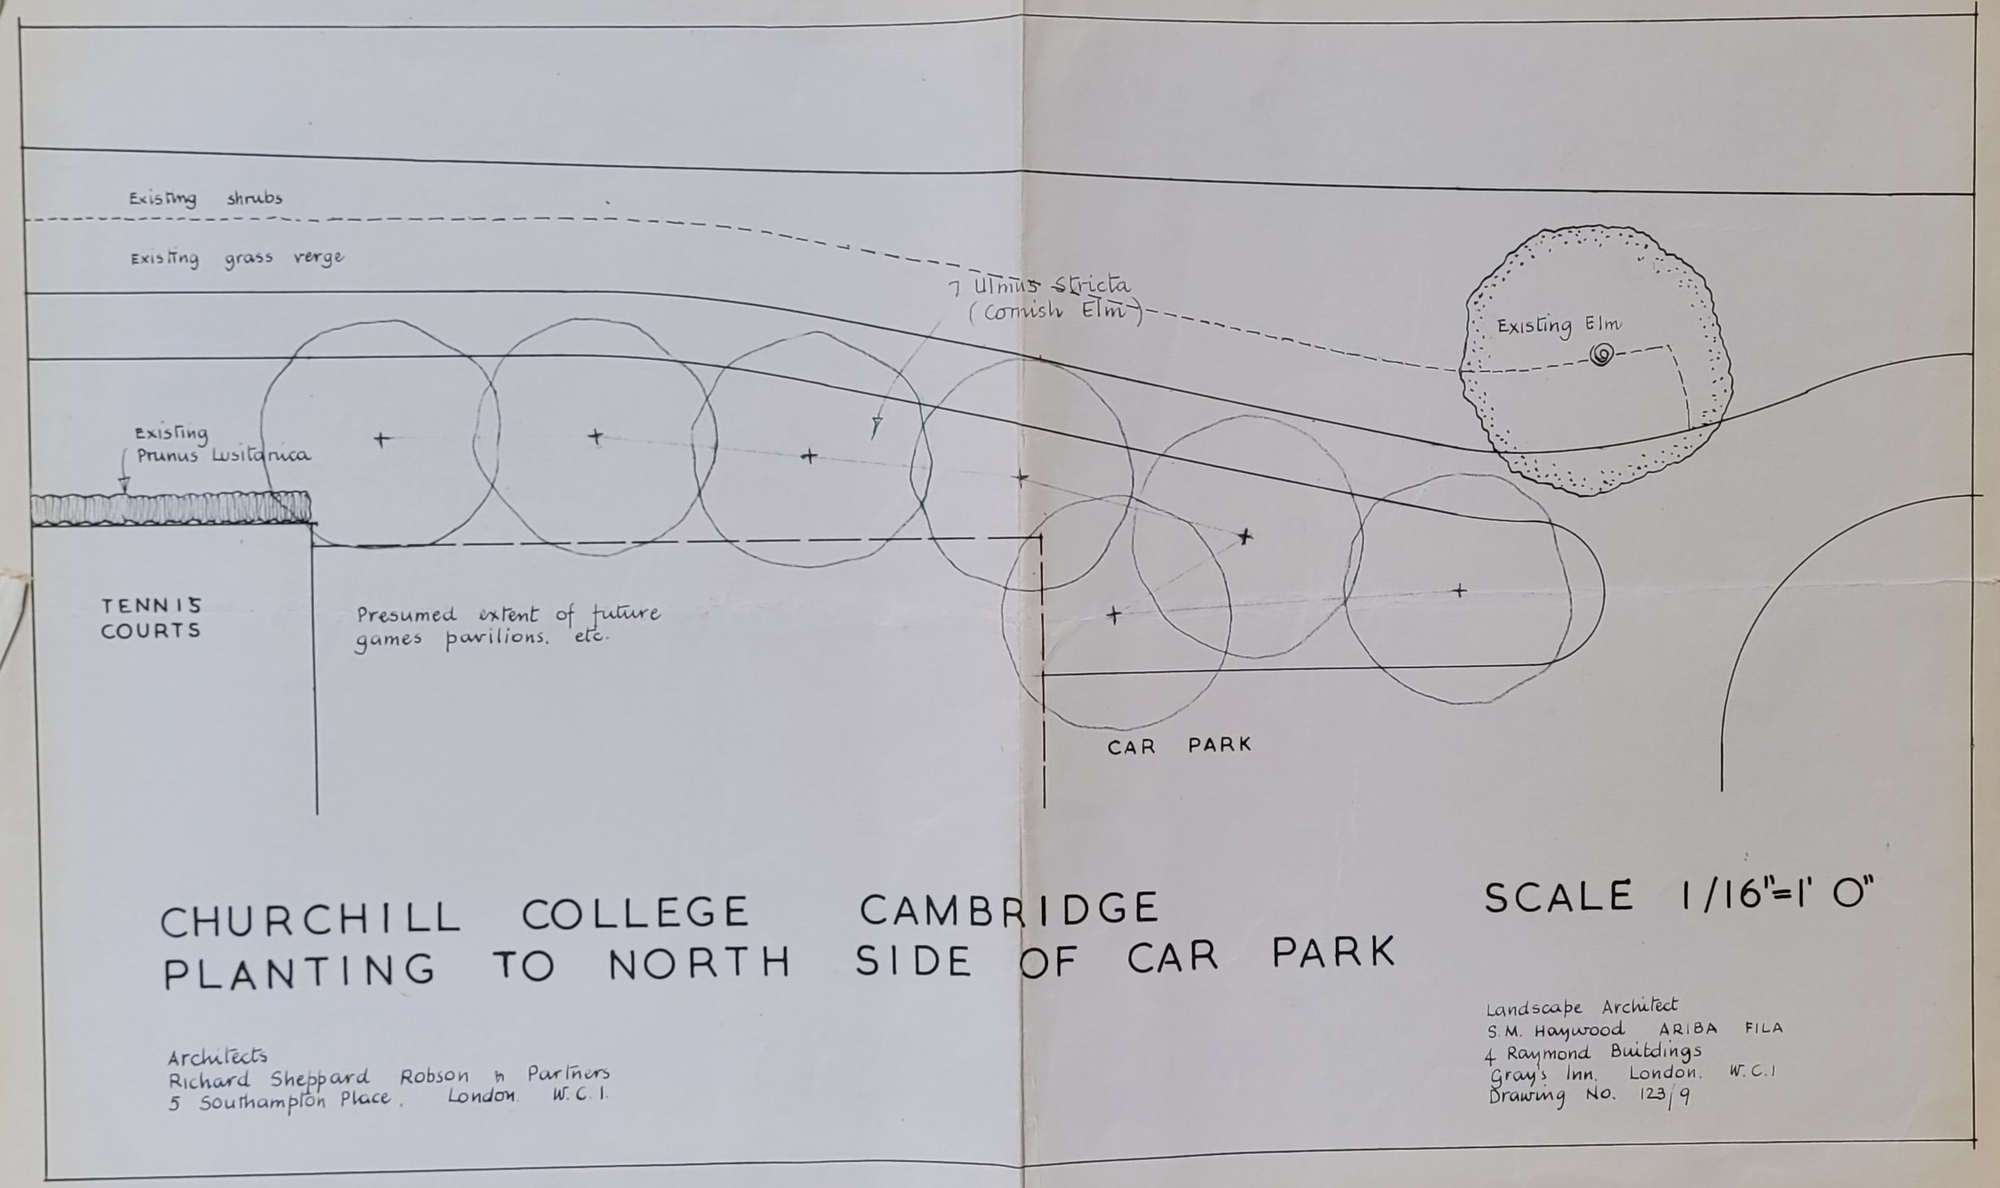 Existing shrubs
Existing grass verge
7 Ulmus Stricta
(Cornish Elm)
Existing Elm
Existing
Prunus Lusitanica
TENNIS
COURTS
Presumed extent of future
games pavilions. etc.
CAR PARK
CHURCHILL COLLEGE CAMBRIDGE
PLANTING TO NORTH SIDE OF CAR PARK
SCALE 1/16"=1' 0"
Architects
Richard Sheppard Robson & Partners
5 Southampton Place, London W.C.1.
Landscape Architect
S.M. Haywood ARIBA FILA
4 Raymond Buildings
Gray's Inn, London. W.C.1
Drawing No. 123/9